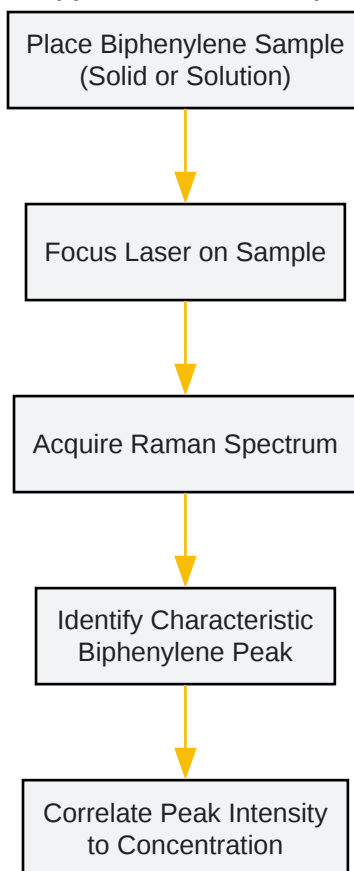 Place Biphenylene Sample
(Solid or Solution)
Focus Laser on Sample
Acquire Raman Spectrum
Identify Characteristic
Biphenylene Peak
Correlate Peak Intensity
to Concentration